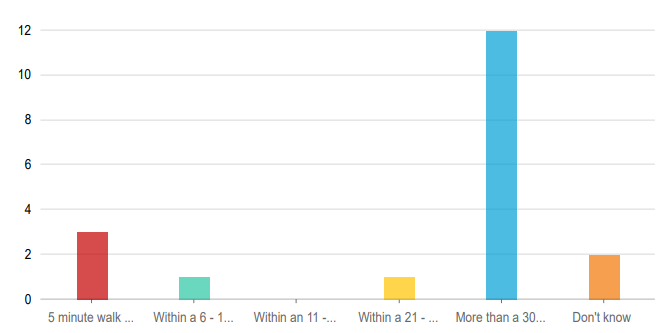 12
10
8
6
4
2
0
5 minute walk ...
Within a 6 - 1...
Within an 11 -...
Within a 21 - ...
More than a 30...
Don't know